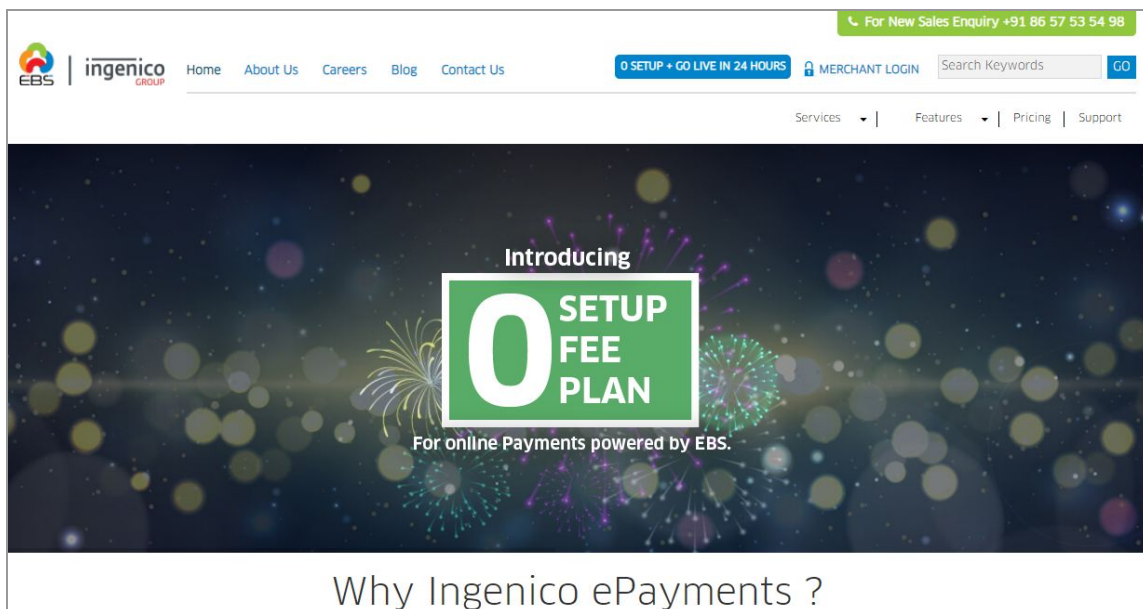 For New Sales Enquiry +91 86 57 53 54 98
EBS | ingenico GROUP
Home About Us Careers Blog Contact Us
0 SETUP + GO LIVE IN 24 HOURS MERCHANT LOGIN Search Keywords GO
Services | Features | Pricing | Support
Introducing
0 SETUP
FEE
PLAN
For online Payments powered by EBS.
Why Ingenico ePayments ?